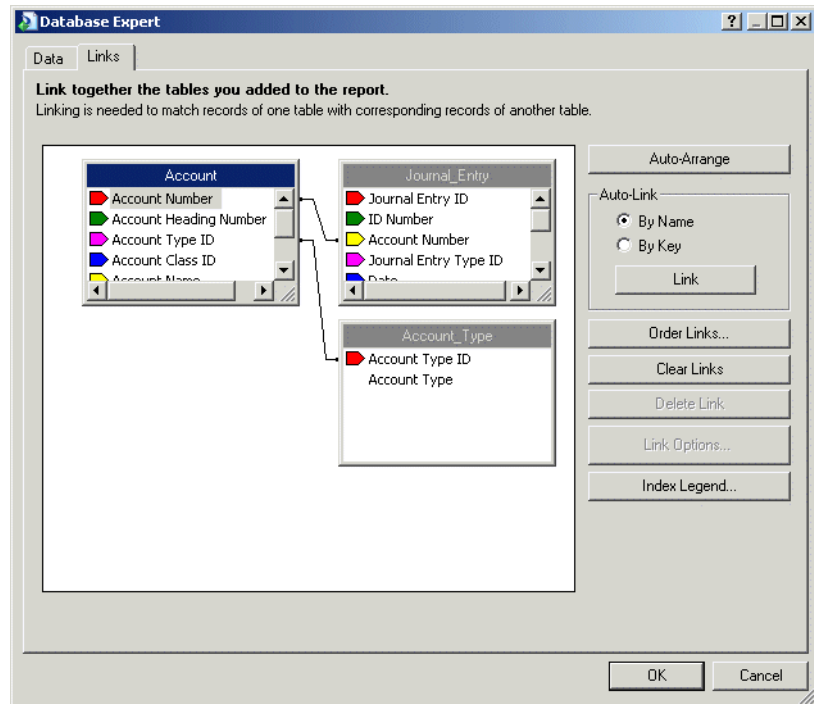 Database Expert
Data
Links
Link together the tables you added to the report.
Linking is needed to match records of one table with corresponding records of another table.
Account
Account Number
Account Heading Number
Account Type ID
Account Class ID
Account Name
Journal_Entry
Journal Entry ID
ID Number
Account Number
Journal Entry Type ID
Date
Account_Type
Account Type ID
Account Type
Auto-Arrange
Auto-Link
By Name
By Key
Link
Order Links...
Clear Links
Delete Link
Link Options...
Index Legend...
OK
Cancel